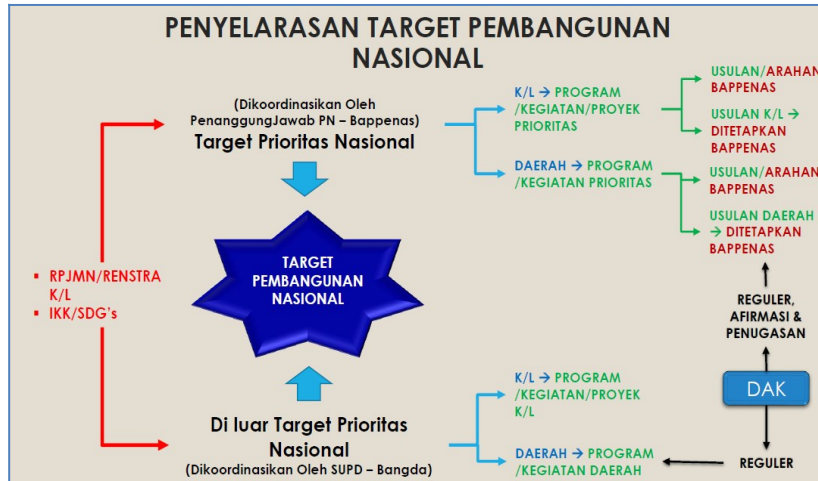 PENYELARASAN TARGET PEMBANGUNAN
NASIONAL
(Dikoordinasikan Oleh
PenanggungJawab PN – Bappenas)
Target Prioritas Nasional
K/L → PROGRAM
/KEGIATAN/PROYEK
PRIORITAS
USULAN/ARAHAN
BAPPENAS
USULAN K/L →
DITETAPKAN
BAPPENAS
DAERAH → PROGRAM
/KEGIATAN PRIORITAS
USULAN/ARAHAN
BAPPENAS
USULAN DAERAH
→ DITETAPKAN
BAPPENAS
TARGET
PEMBANGUNAN
NASIONAL
▪ RPJMN/RENSTRA
K/L
▪ IKK/SDG's
REGULER,
AFIRMASI &
PENUGASAN
DAK
REGULER
Di luar Target Prioritas
Nasional
(Dikoordinasikan Oleh SUPD – Bangda)
K/L → PROGRAM
/KEGIATAN/PROYEK
K/L
DAERAH → PROGRAM
/KEGIATAN DAERAH